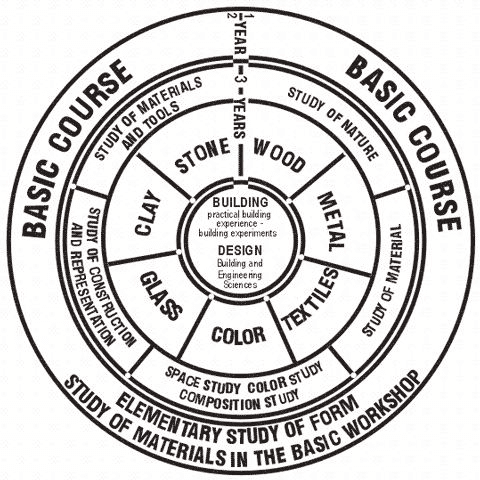 BASIC COURSE
BASIC COURSE
1
2
-YEAR
3 - YEARS
STUDY OF MATERIALS
AND TOOLS
STUDY OF NATURE
STUDY OF MATERIAL
SPACE STUDY COLOR STUDY
COMPOSITION STUDY
STUDY OF CONSTRUCTION
AND REPRESENTATION
STONE
WOOD
METAL
TEXTILES
COLOR
GLASS
CLAY
BUILDING
practical building
experience -
building experiments
DESIGN
Building and
Engineering
Sciences
ELEMENTARY STUDY OF FORM
STUDY OF MATERIALS IN THE BASIC WORKSHOP